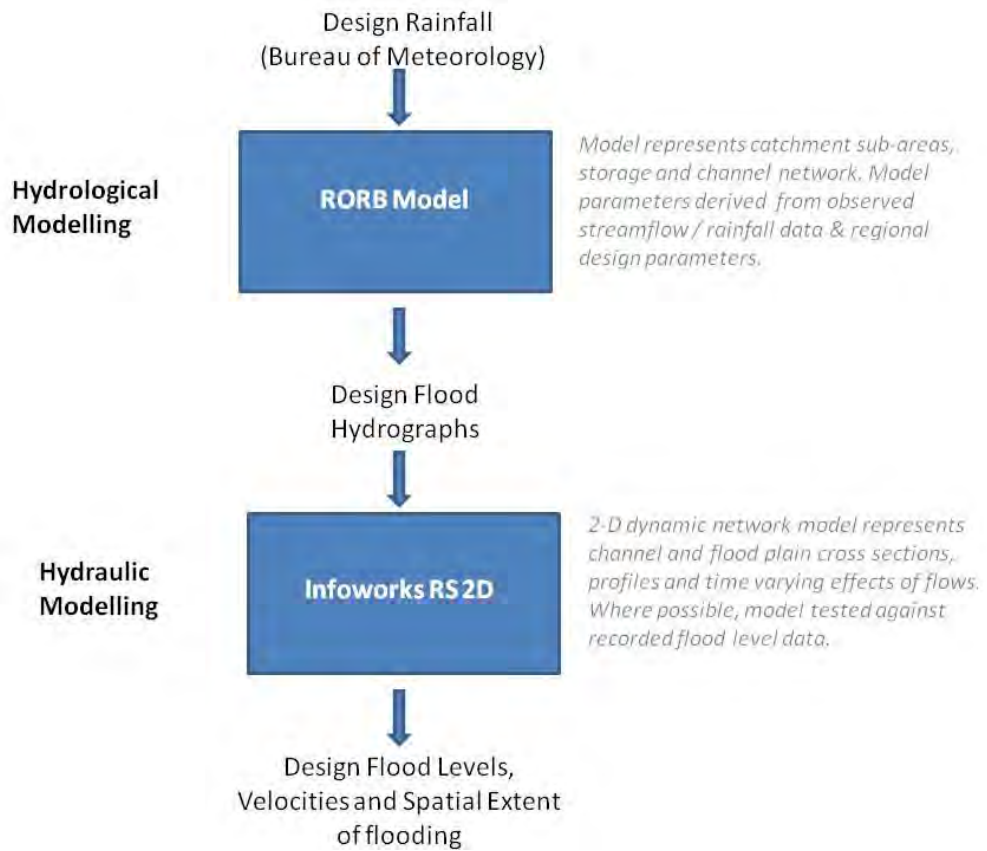 Design Rainfall
(Bureau of Meteorology)
Hydrological
Modelling
RORB Model
Model represents catchment sub-areas,
storage and channel network. Model
parameters derived from observed
streamflow / rainfall data & regional
design parameters.
Design Flood
Hydrographs
Hydraulic
Modelling
Infoworks RS 2D
2-D dynamic network model represents
channel and flood plain cross sections,
profiles and time varying effects of flows.
Where possible, model tested against
recorded flood level data.
Design Flood Levels,
Velocities and Spatial Extent
of flooding